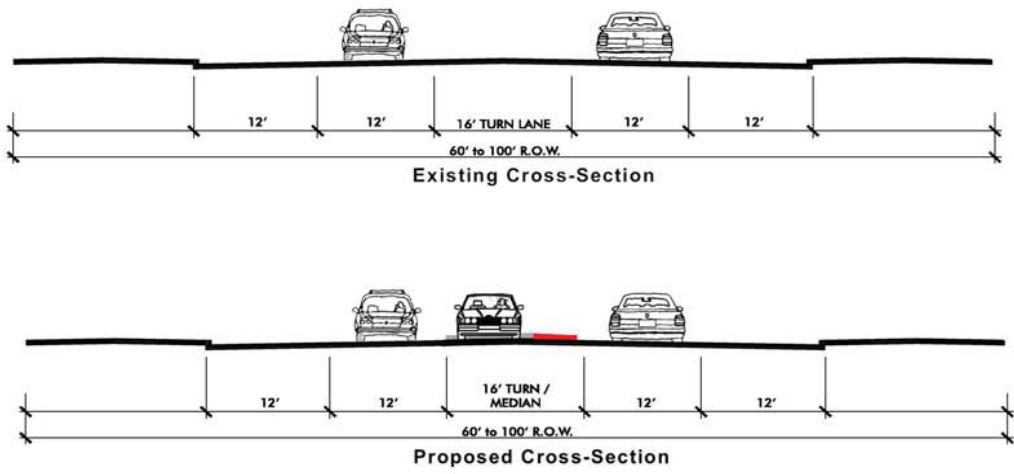 12' 12' 16' TURN LANE 12' 12'
60' to 100' R.O.W.
Existing Cross-Section
12' 12' 16' TURN / 12' 12'
MEDIAN
60' to 100' R.O.W.
Proposed Cross-Section